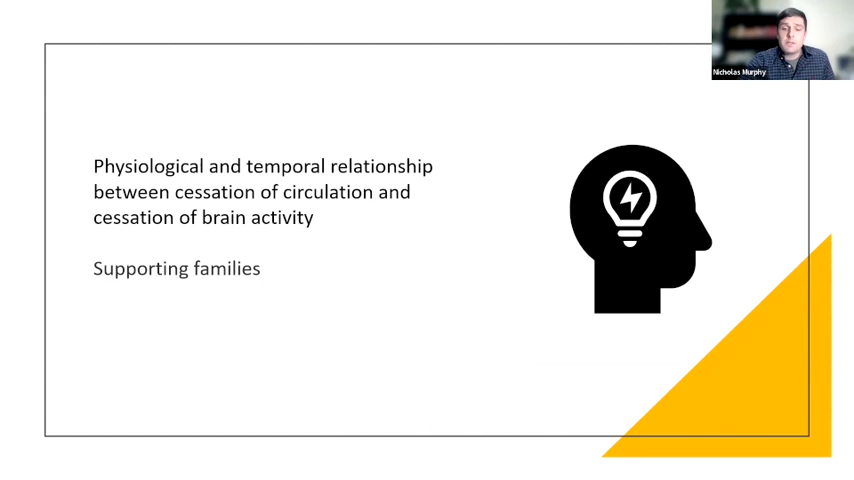 Nicholas Murphy
Physiological and temporal relationship
between cessation of circulation and
cessation of brain activity
Supporting families